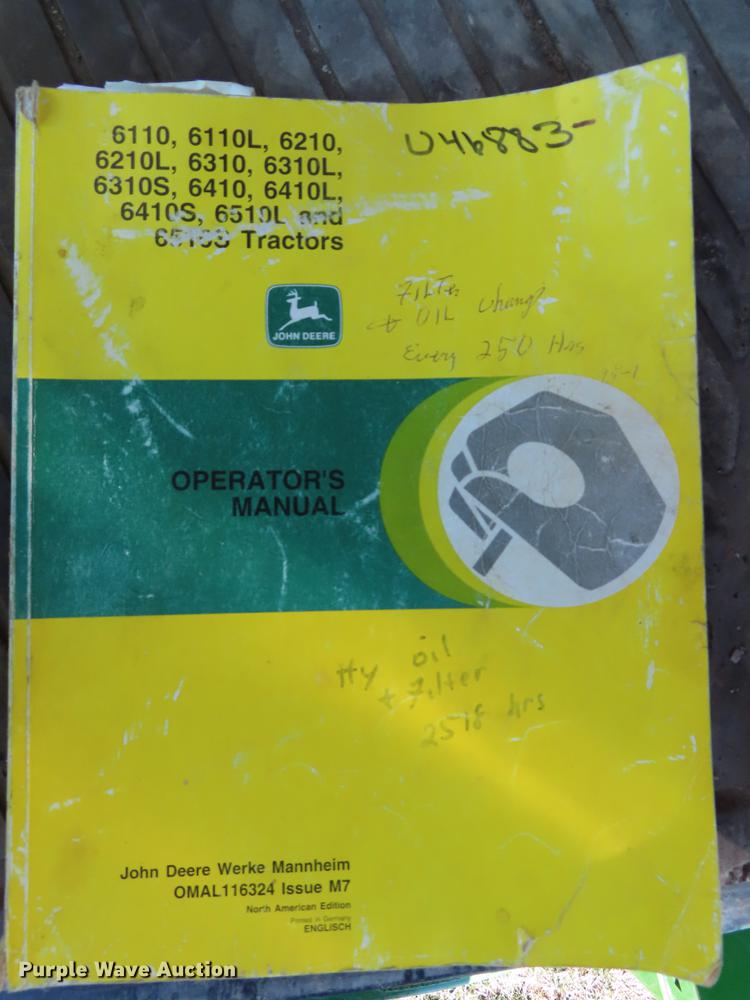 6110, 6110L, 6210,
6210L, 6310, 6310L,
6310S, 6410, 6410L,
6410S, 6510L and
6510S Tractors
U46883-
JOHN DEERE
FILTER
+ OIL change
Every 250 Hrs
OPERATOR'S
MANUAL
Hy oil
+ Filter
2518 hrs
John Deere Werke Mannheim
OMAL116324 Issue M7
North American Edition
Printed in Germany
ENGLISCH
Purple Wave Auction